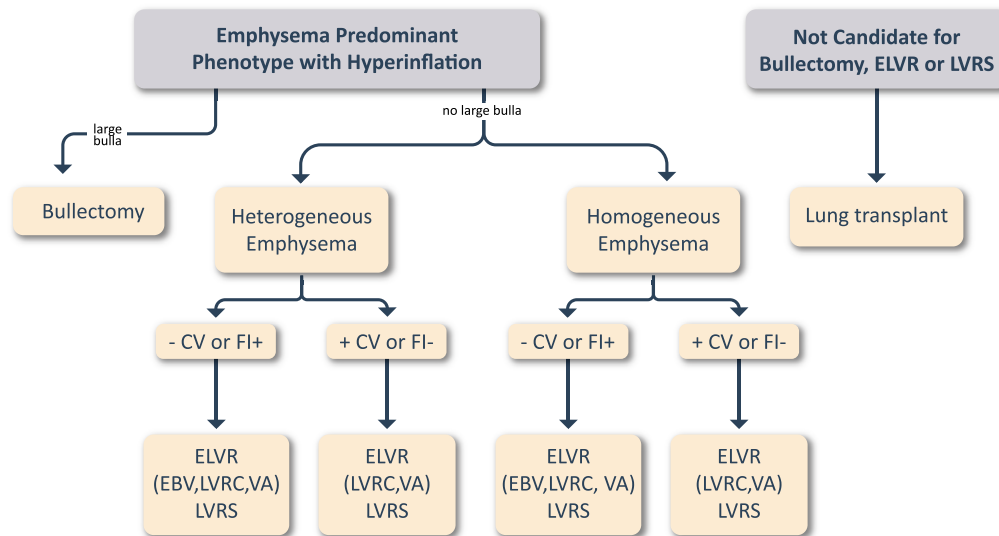 Emphysema Predominant
Phenotype with Hyperinflation
Not Candidate for
Bullectomy, ELVR or LVRS
large
bulla
no large bulla
Bullectomy
Heterogeneous
Emphysema
Homogeneous
Emphysema
Lung transplant
- CV or FI+
+ CV or FI-
- CV or FI+
+ CV or FI-
ELVR
(EBV,LVRC,VA)
LVRS
ELVR
(LVRC,VA)
LVRS
ELVR
(EBV,LVRC, VA)
LVRS
ELVR
(LVRC,VA)
LVRS